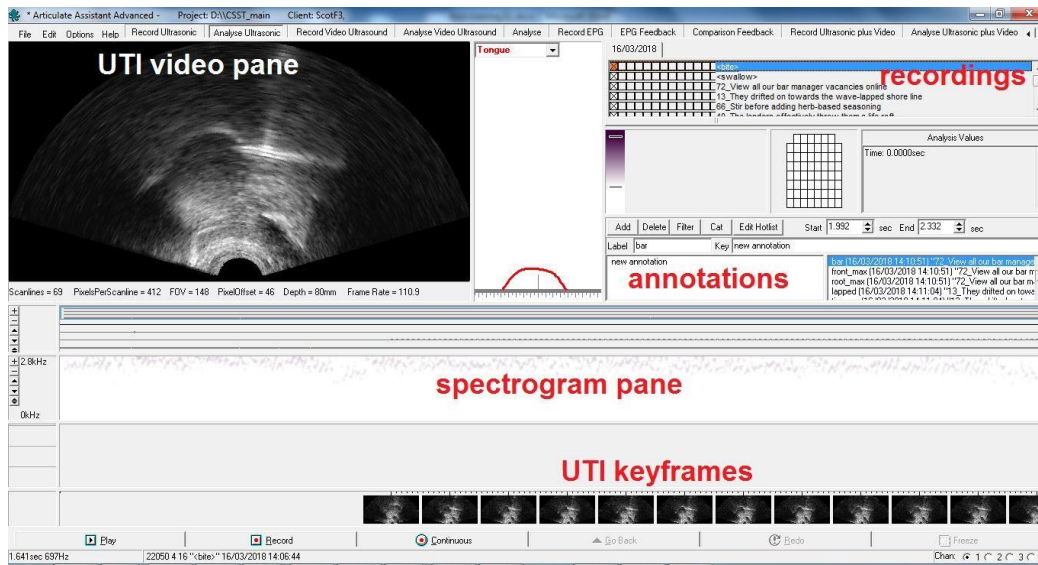 * Articulate Assistant Advanced - Project: D:\\CSST_main Client: ScotF3,
File Edit Options Help Record Ultrasonic Analyse Ultrasonic Record Video Ultrasound Analyse Video Ultrasound Analyse Record EPG EPG Feedback Comparison Feedback Record Ultrasonic plus Video Analyse Ultrasonic plus Video
UTI video pane
Tongue
16/03/2018
<bite>
recordings
<swallow>
72_View all our bar manager vacancies online
13_They drifted on towards the wave-lapped shore line
66_Stir before adding herb-based seasoning
Analysis Values
Time: 0.0000sec
Add Delete Filter Cat Edit Hotlist Start 1.992 sec End 2.332 sec
Label bar Key new annotation
new annotation
annotations
bar (16/03/2018 14:10:51) "72_View all our bar manage
front_max (16/03/2018 14:10:51) "72_View all our bar m
root_max (16/03/2018 14:10:51) "72_View all our bar m
lapped (16/03/2018 14:11:04) "13_They drifted on towa
Scanlines = 69 PixelsPerScanline = 412 FOV = 148 PixelOffset = 46 Depth = 80mm Frame Rate = 110.9
2.8kHz
spectrogram pane
0kHz
UTI keyframes
Play Record Continuous Go Back Redo Freeze
1.641sec 697Hz 22050 4 16 "<bite>" 16/03/2018 14:06:44 Chan: 1 2 3